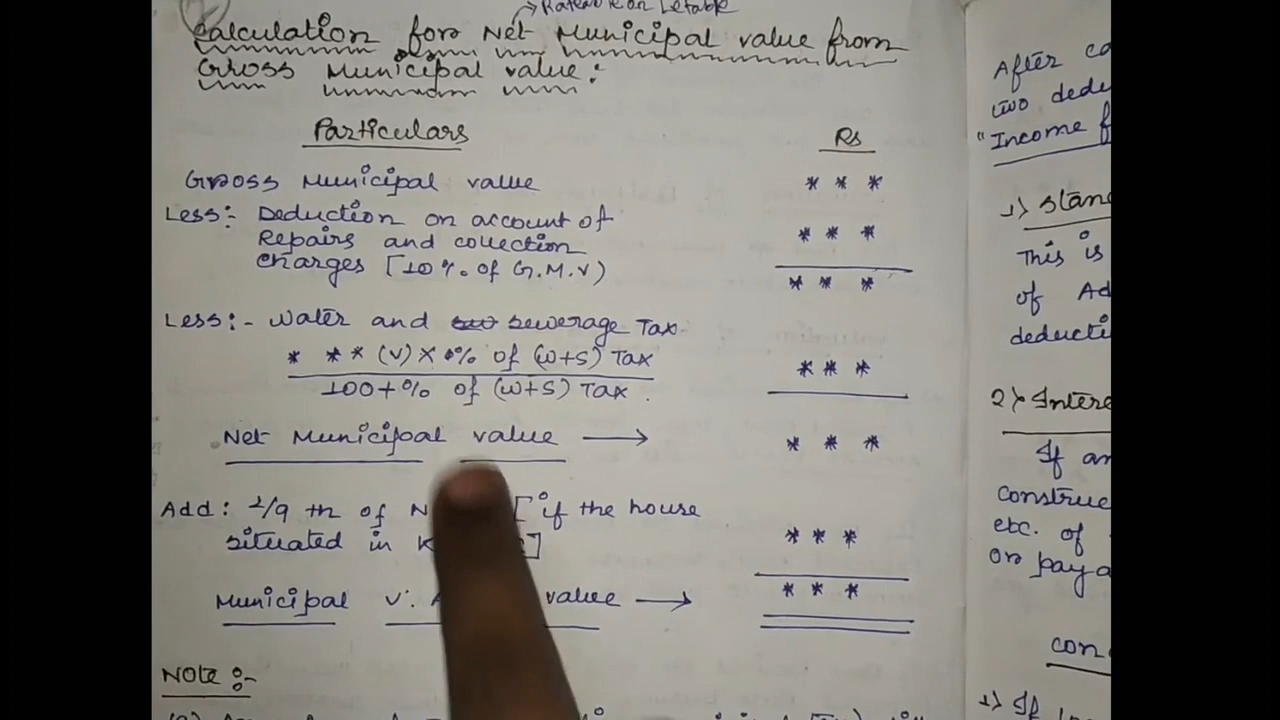 Rateable or Letable
Calculation for Net Municipal value from
Gross Municipal value:
Particulars Rs
Gross Municipal value * * *
Less:- Deduction on account of
Repairs and collection * * *
charges [10% of G.M.V) * * *
Less:- Water and sewerage Tax
* * * (V) X % of (W+S) Tax * * *
100+% of (W+S) Tax.
Net Municipal value → * * *
Add: 1/9 th of N [if the house
situated in K ] * * *
Municipal V. value → * * *
Note:-
After co
two dedu
"Income f
1) Stan
This is
of Ad
deducti
2) Intere
If an
construc
etc. of
or pay a
con
1) If